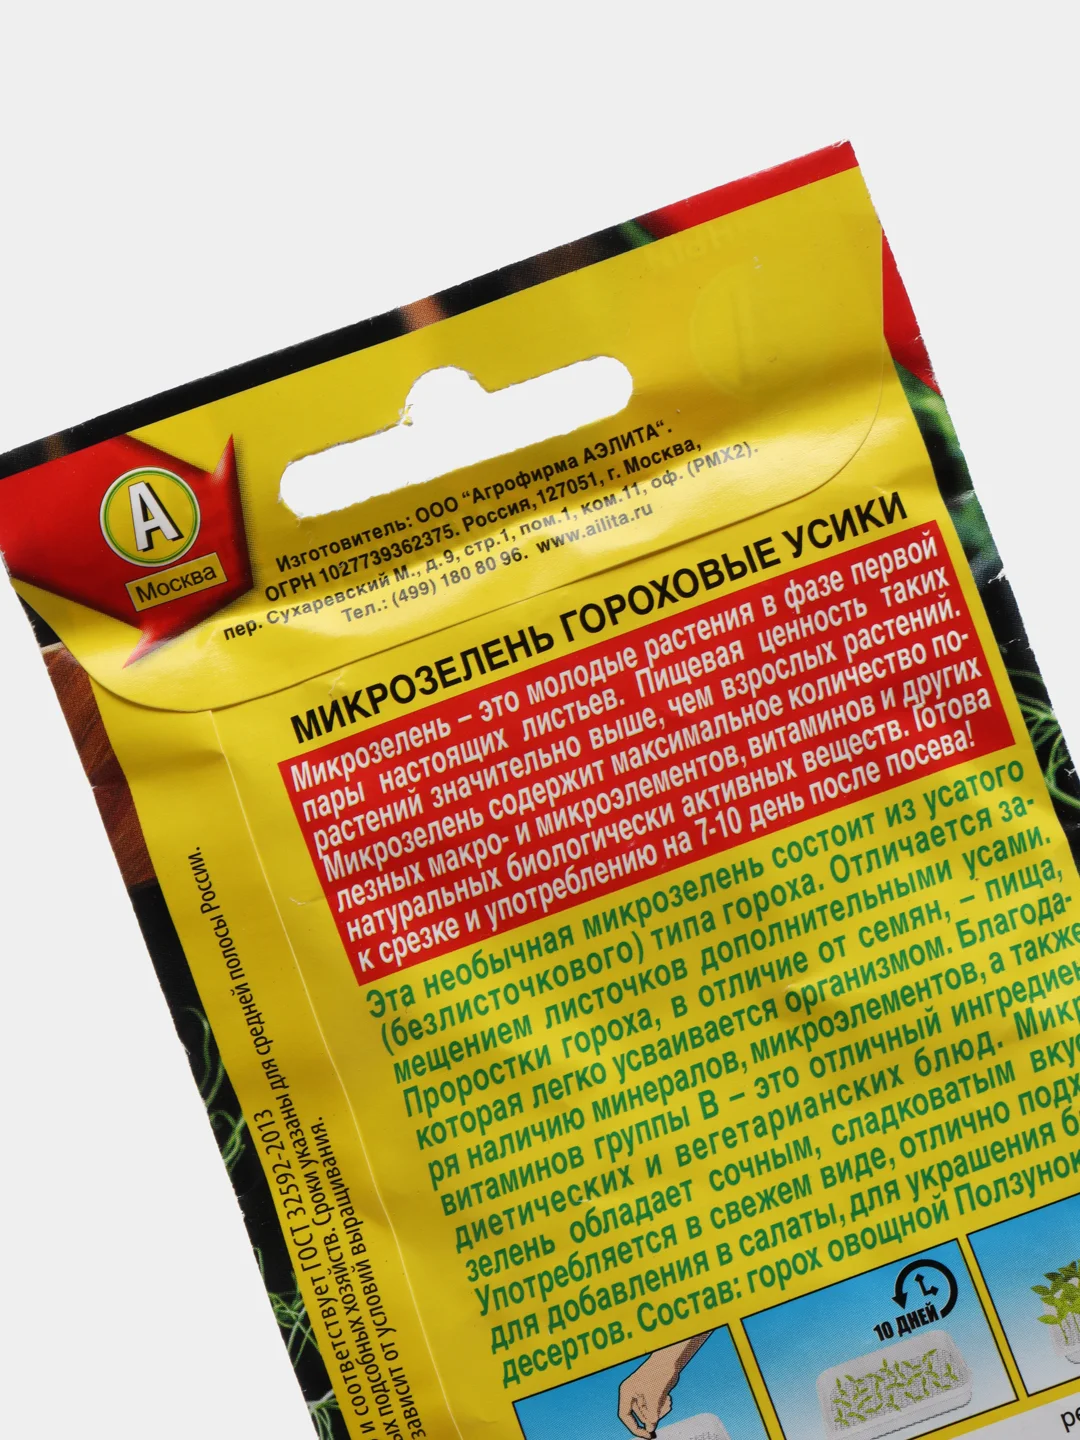 А
Москва
Изготовитель: ООО “Агрофирма АЭЛИТА“.
ОГРН 1027739362375. Россия, 127051, г. Москва,
пер. Сухаревский М., д.9, стр.1, пом.1, ком.11, оф. (РМХ2).
Тел.: (499) 180 80 96. www.ailita.ru
МИКРОЗЕЛЕНЬ ГОРОХОВЫЕ УСИКИ
Микрозелень – это молодые растения в фазе первой
пары настоящих листьев. Пищевая ценность таких
растений значительно выше, чем взрослых растений.
Микрозелень содержит максимальное количество по-
лезных макро- и микроэлементов, витаминов и других
натуральных биологически активных веществ. Готова
к срезке и употреблению на 7-10 день после посева!
Эта необычная микрозелень состоит из усатого
(безлисточкового) типа гороха. Отличается за-
мещением листочков дополнительными усами.
Проростки гороха, в отличие от семян, – пища,
которая легко усваивается организмом. Благода-
ря наличию минералов, микроэлементов, а также
витаминов группы В – это отличный ингредиен
диетических и вегетарианских блюд. Микр
зелень обладает сочным, сладковатым вку
Употребляется в свежем виде, отлично подх
для добавления в салаты, для украшения б
десертов. Состав: горох овощной Ползунок
10 ДНЕЙ
ре
и соответствует ГОСТ 32592-2013
ых подсобных хозяйств. Сроки указаны для средней полосы России.
зависит от условий выращивания.